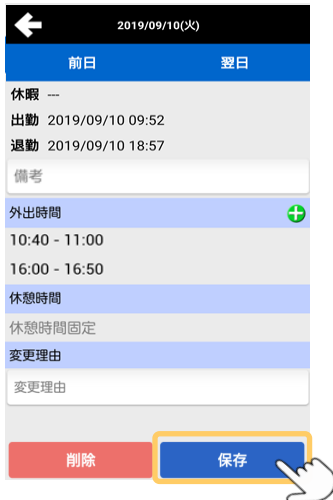 2019/09/10(火)
前日 翌日
休暇 ---
出勤 2019/09/10 09:52
退勤 2019/09/10 18:57
備考
外出時間
10:40 - 11:00
16:00 - 16:50
休憩時間
休憩時間固定
変更理由
変更理由
削除 保存